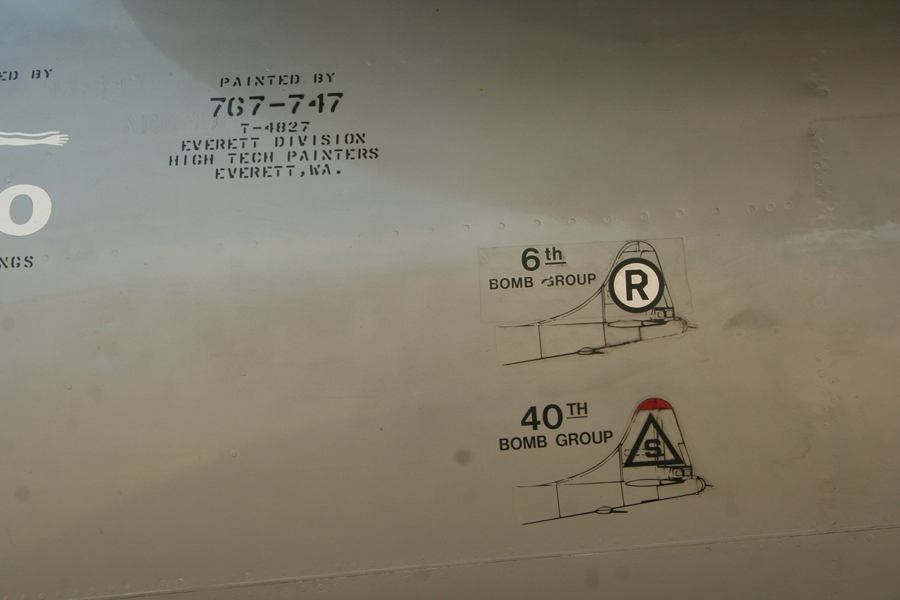 ED BY
O
NGS
PAINTED BY
767-747
T-4827
EVERETT DIVISION
HIGH TECH PAINTERS
EVERETT, WA.
6th
BOMB GROUP
R
40TH
BOMB GROUP
S